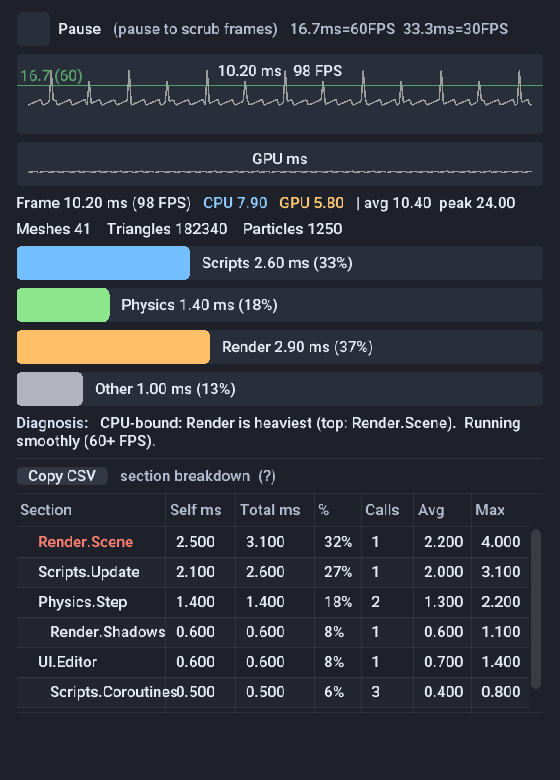 Pause (pause to scrub frames) 16.7ms=60FPS 33.3ms=30FPS
16.7 (60) 10.20 ms 98 FPS
GPU ms
Frame 10.20 ms (98 FPS) CPU 7.90 GPU 5.80 | avg 10.40 peak 24.00
Meshes 41 Triangles 182340 Particles 1250
Scripts 2.60 ms (33%)
Physics 1.40 ms (18%)
Render 2.90 ms (37%)
Other 1.00 ms (13%)
Diagnosis: CPU-bound: Render is heaviest (top: Render.Scene). Running
smoothly (60+ FPS).
Copy CSV section breakdown (?)
Section Self ms Total ms % Calls Avg Max
Render.Scene 2.500 3.100 32% 1 2.200 4.000
Scripts.Update 2.100 2.600 27% 1 2.000 3.100
Physics.Step 1.400 1.400 18% 2 1.300 2.200
Render.Shadows 0.600 0.600 8% 1 0.600 1.100
UI.Editor 0.600 0.600 8% 1 0.700 1.400
Scripts.Coroutines 0.500 0.500 6% 3 0.400 0.800